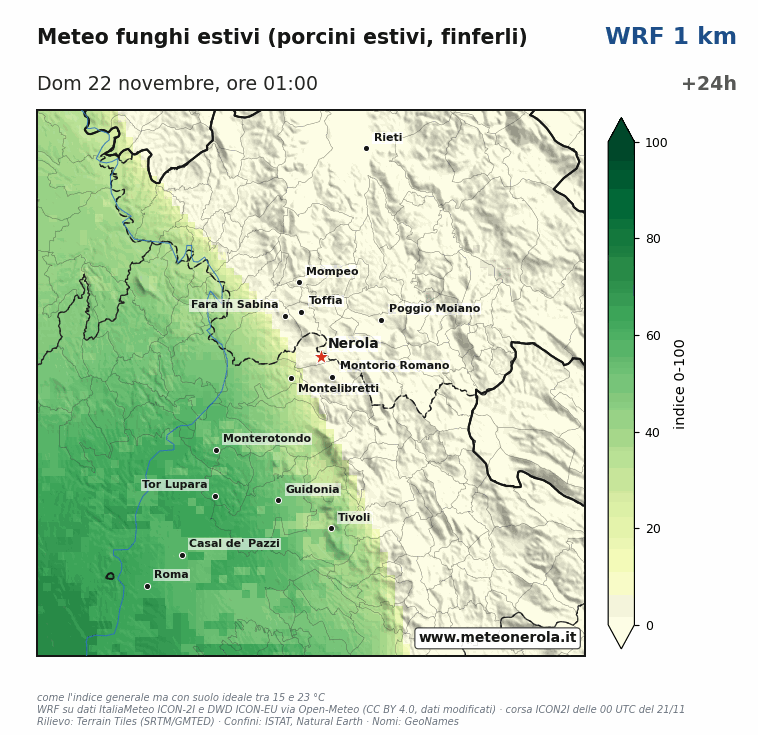 Meteo funghi estivi (porcini estivi, finferli)
WRF 1 km
Dom 22 novembre, ore 01:00
+24h
Rieti
Mompeo
Toffia
Fara in Sabina
Poggio Moiano
Nerola
Montorio Romano
Montelibretti
Monterotondo
Tor Lupara
Guidonia
Tivoli
Casal de' Pazzi
Roma
www.meteonerola.it
100
80
60
40
20
0
indice 0-100
come l'indice generale ma con suolo ideale tra 15 e 23 °C
WRF su dati ItaliaMeteo ICON-2I e DWD ICON-EU via Open-Meteo (CC BY 4.0, dati modificati) · corsa ICON2I delle 00 UTC del 21/11
Rilievo: Terrain Tiles (SRTM/GMTED) · Confini: ISTAT, Natural Earth · Nomi: GeoNames